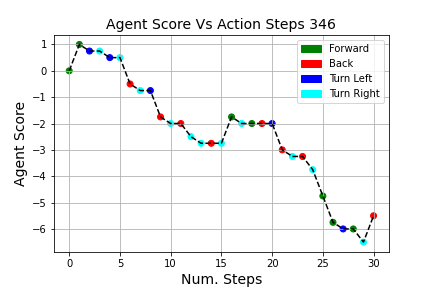 Agent Score Vs Action Steps 346
Agent Score
1
0
−1
−2
−3
−4
−5
−6
Forward
Back
Turn Left
Turn Right
0 5 10 15 20 25 30
Num. Steps